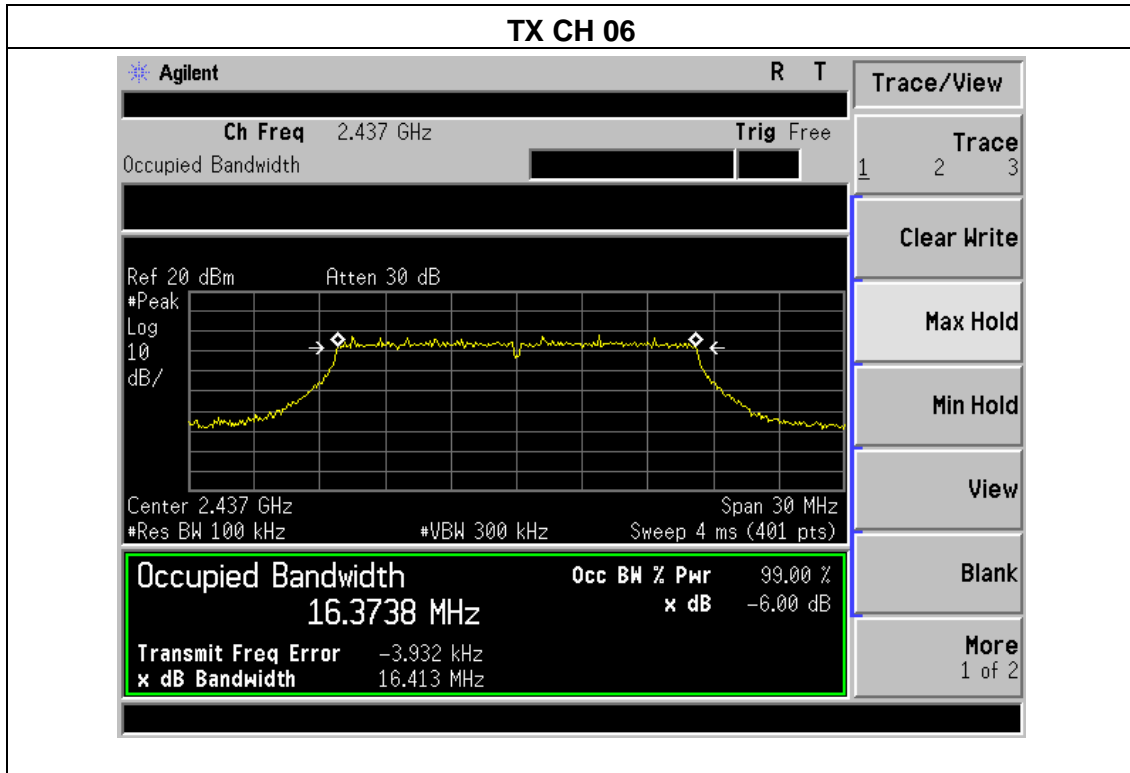 TX CH 06
Agilent R T
Ch Freq 2.437 GHz Trig Free
Occupied Bandwidth
Ref 20 dBm Atten 30 dB
#Peak
Log
10
dB/
Center 2.437 GHz Span 30 MHz
#Res BW 100 kHz #VBW 300 kHz Sweep 4 ms (401 pts)
Occupied Bandwidth Occ BW % Pwr 99.00 %
16.3738 MHz x dB -6.00 dB
Transmit Freq Error -3.932 kHz
x dB Bandwidth 16.413 MHz
Trace/View
Trace
1 2 3
Clear Write
Max Hold
Min Hold
View
Blank
More
1 of 2